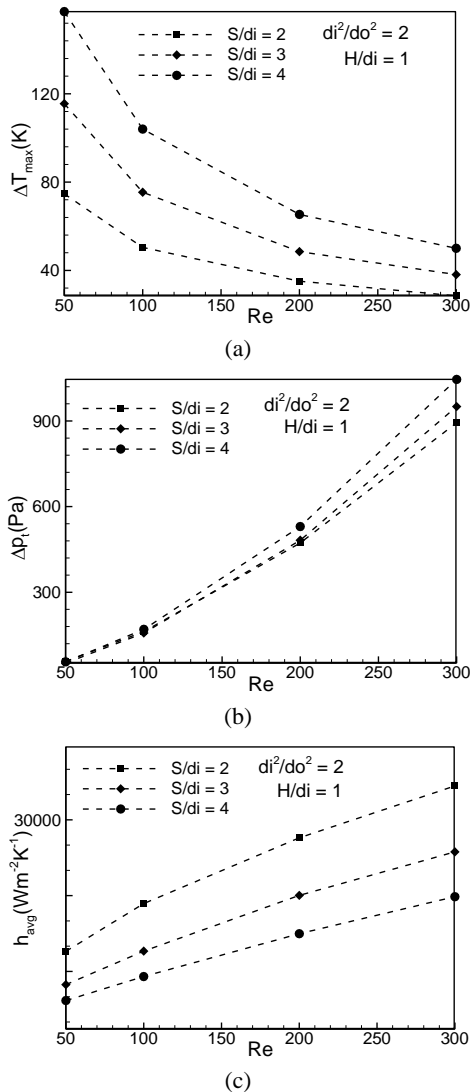 S/di = 2 di²/do² = 2
S/di = 3 H/di = 1
S/di = 4
120
80
40
ΔTmax(K)
50 100 150 200 250 300
Re
(a)
S/di = 2 di²/do² = 2
S/di = 3 H/di = 1
S/di = 4
900
600
300
Δpt(Pa)
50 100 150 200 250 300
Re
(b)
S/di = 2 di²/do² = 2
S/di = 3 H/di = 1
S/di = 4
30000
havg(Wm⁻²K⁻¹)
50 100 150 200 250 300
Re
(c)